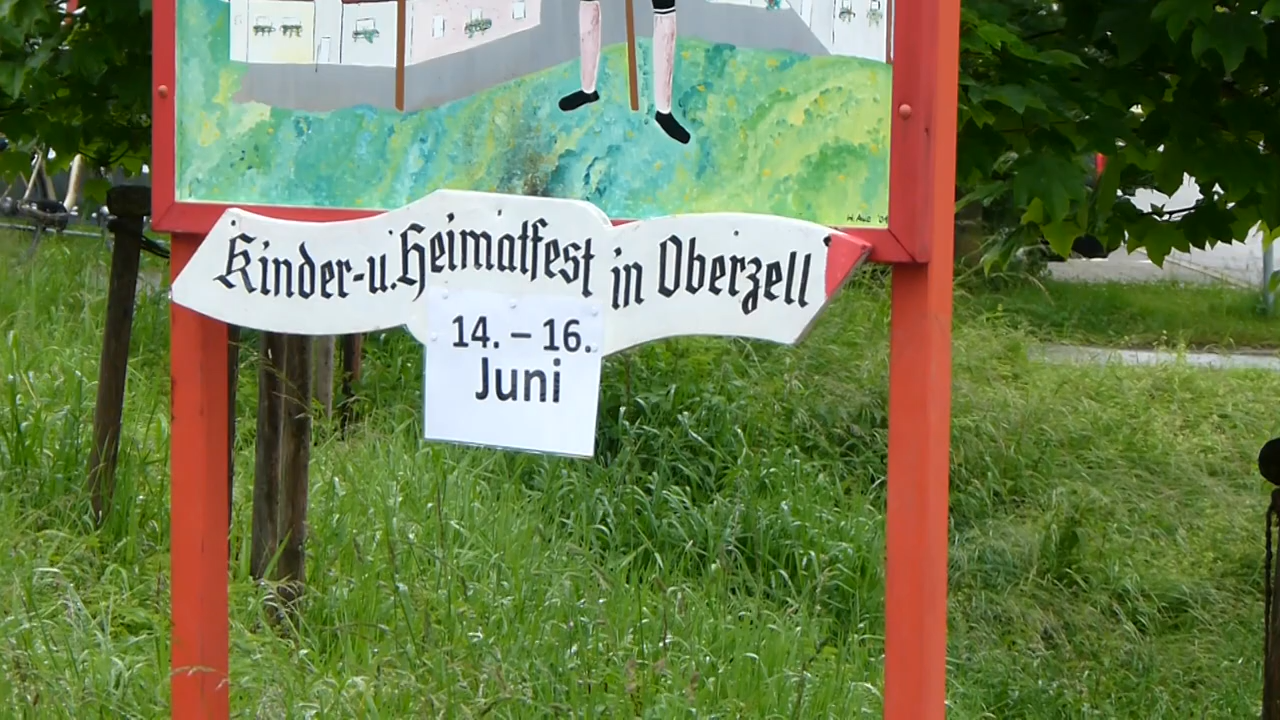 Kinder-u. Heimatfest in Oberzell
14. – 16.
Juni